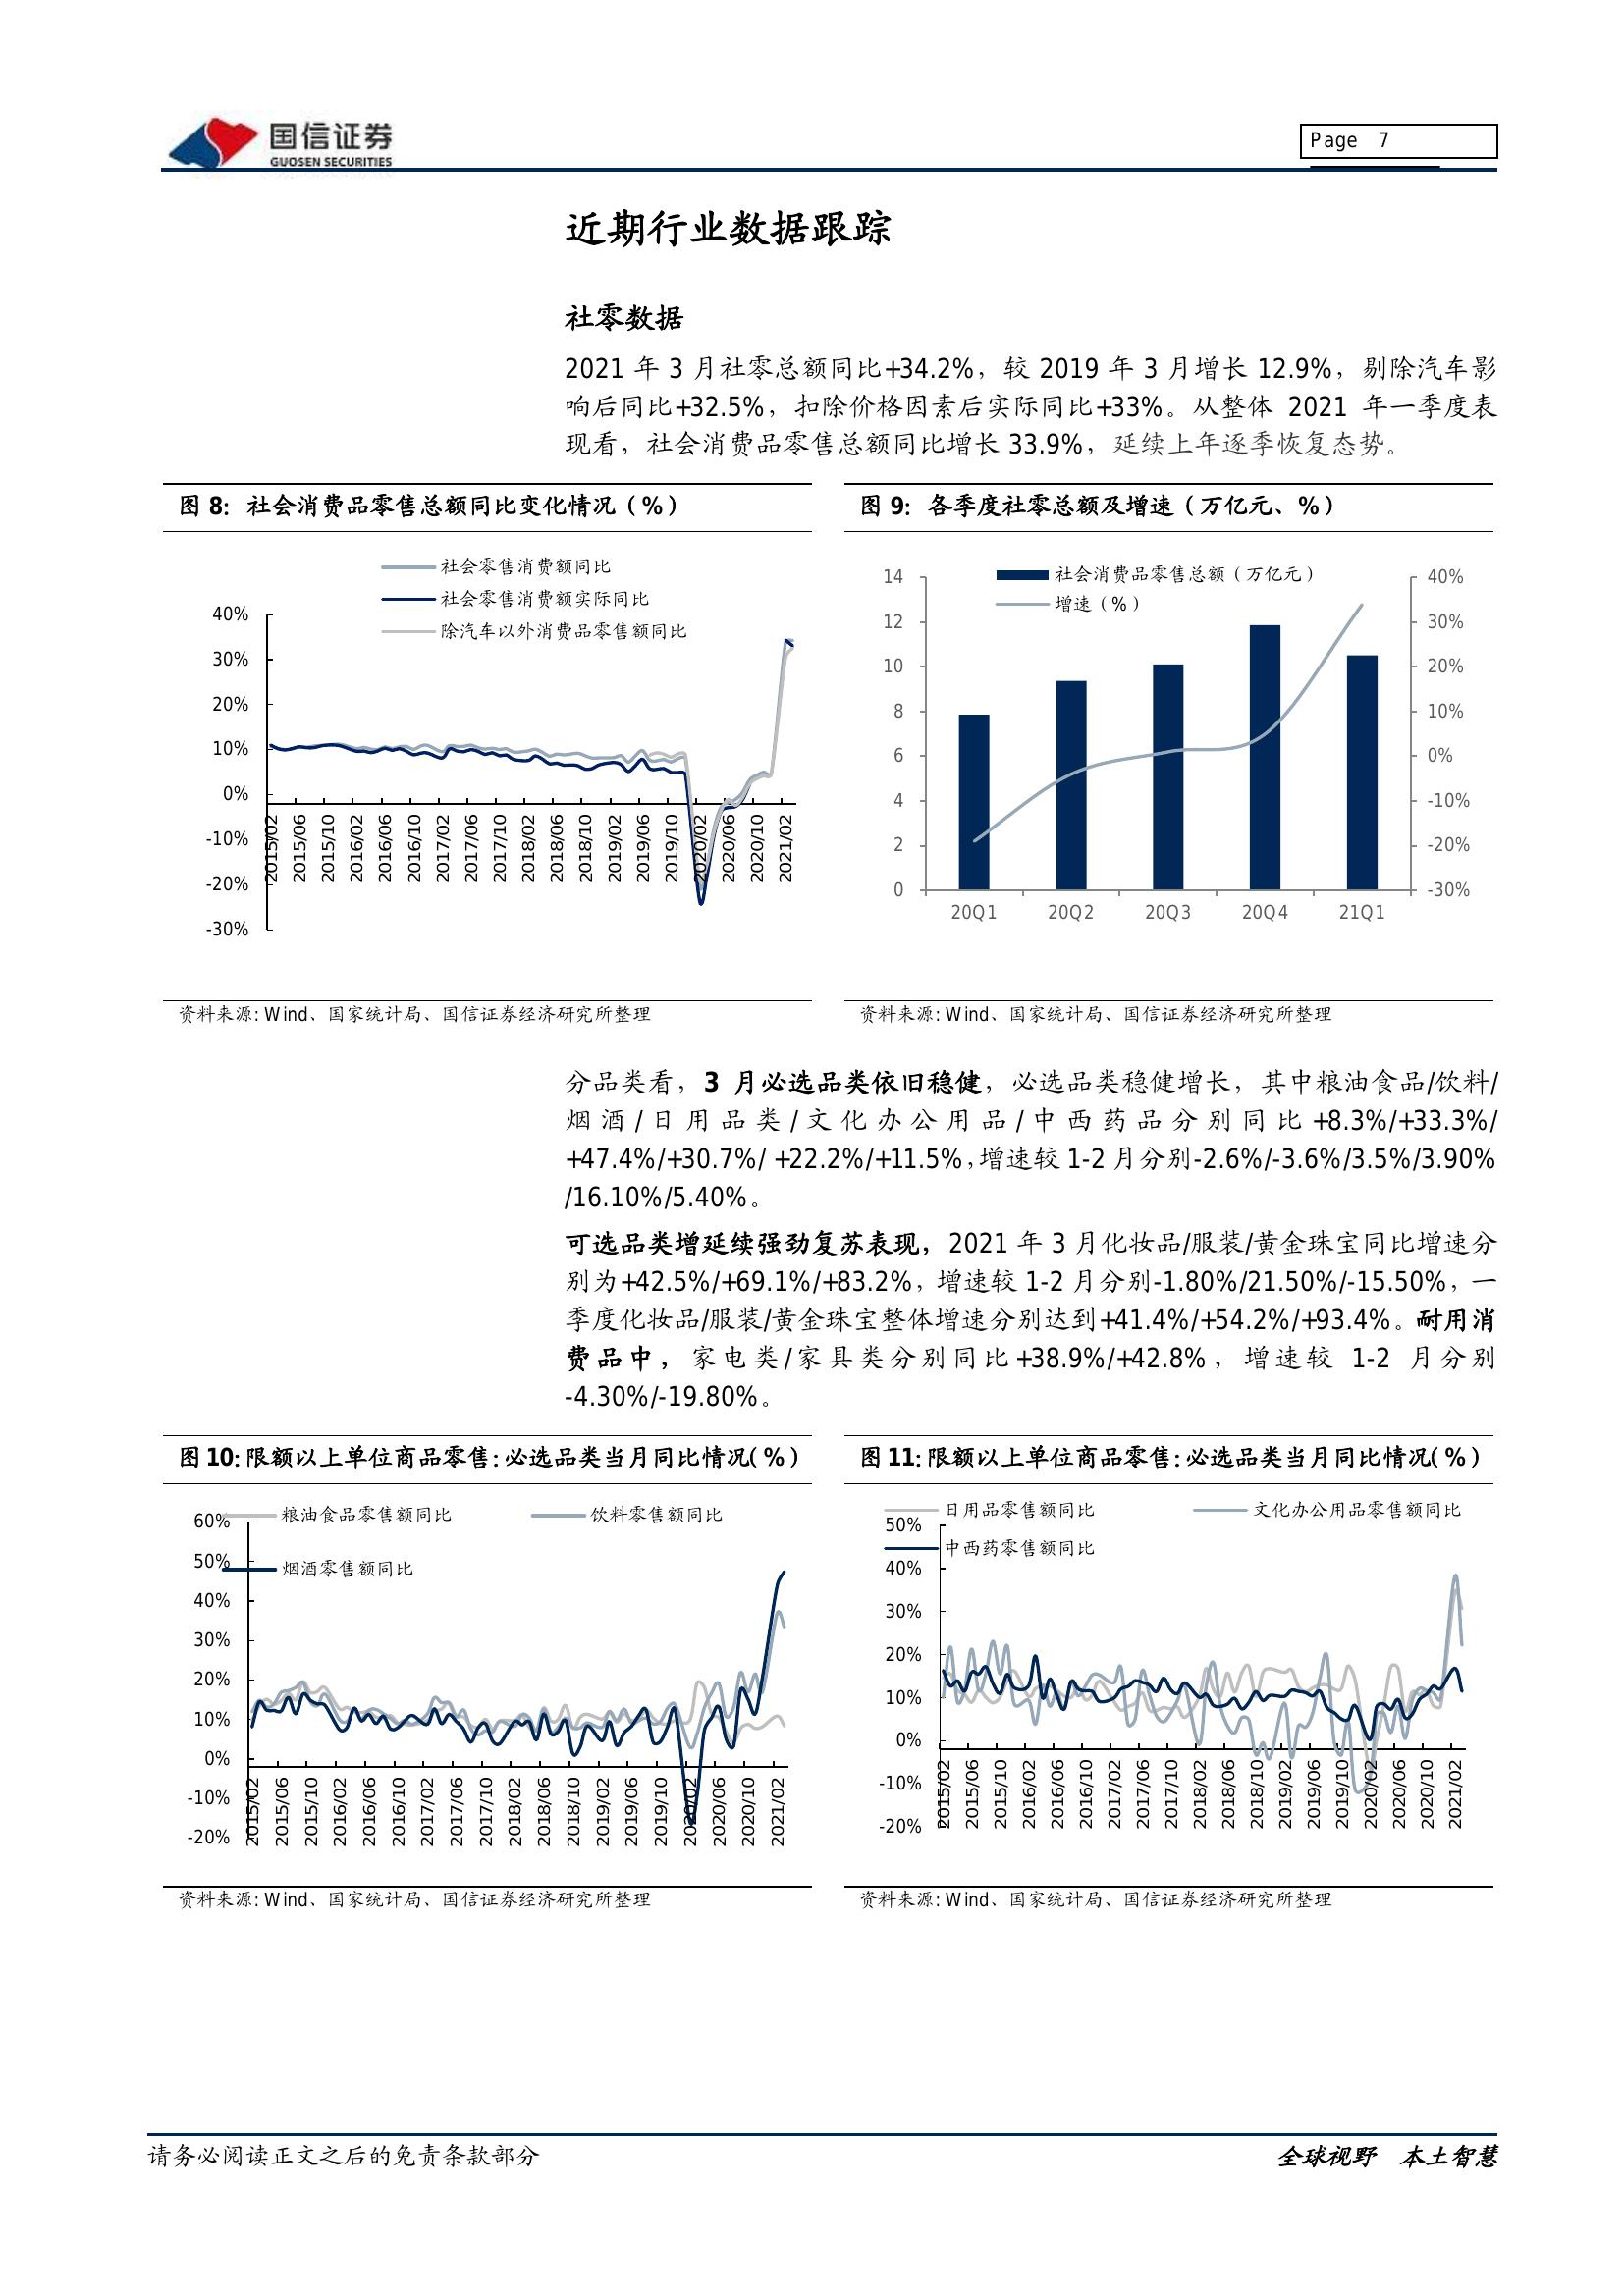 国信证券
GUOSEN SECURITIES
Page 7
近期行业数据跟踪
社零数据
2021 年 3 月社零总额同比+34.2%，较 2019 年 3 月增长 12.9%，剔除汽车影
响后同比+32.5%，扣除价格因素后实际同比+33%。从整体 2021 年一季度表
现看，社会消费品零售总额同比增长 33.9%，延续上年逐季恢复态势。
图 8: 社会消费品零售总额同比变化情况（%）
社会零售消费额同比
社会零售消费额实际同比
除汽车以外消费品零售额同比
40%
30%
20%
10%
0%
-10%
-20%
-30%
2015/02
2015/06
2015/10
2016/02
2016/06
2016/10
2017/02
2017/06
2017/10
2018/02
2018/06
2018/10
2019/02
2019/06
2019/10
2020/02
2020/06
2020/10
2021/02
资料来源: Wind、国家统计局、国信证券经济研究所整理
图 9: 各季度社零总额及增速（万亿元、%）
社会消费品零售总额（万亿元）
增速（%）
14
12
10
8
6
4
2
0
40%
30%
20%
10%
0%
-10%
-20%
-30%
20Q1
20Q2
20Q3
20Q4
21Q1
资料来源: Wind、国家统计局、国信证券经济研究所整理
分品类看，3 月必选品类依旧稳健，必选品类稳健增长，其中粮油食品/饮料/
烟酒/日用品类/文化办公用品/中西药品分别同比+8.3%/+33.3%/
+47.4%/+30.7%/ +22.2%/+11.5%,增速较 1-2 月分别-2.6%/-3.6%/3.5%/3.90%
/16.10%/5.40%。
可选品类增延续强劲复苏表现，2021 年 3 月化妆品/服装/黄金珠宝同比增速分
别为+42.5%/+69.1%/+83.2%，增速较 1-2 月分别-1.80%/21.50%/-15.50%，一
季度化妆品/服装/黄金珠宝整体增速分别达到+41.4%/+54.2%/+93.4%。耐用消
费品中，家电类/家具类分别同比+38.9%/+42.8%，增速较 1-2 月分别
-4.30%/-19.80%。
图 10: 限额以上单位商品零售: 必选品类当月同比情况(%)
粮油食品零售额同比
饮料零售额同比
烟酒零售额同比
60%
50%
40%
30%
20%
10%
0%
-10%
-20%
2015/02
2015/06
2015/10
2016/02
2016/06
2016/10
2017/02
2017/06
2017/10
2018/02
2018/06
2018/10
2019/02
2019/06
2019/10
2020/02
2020/06
2020/10
2021/02
资料来源: Wind、国家统计局、国信证券经济研究所整理
图 11: 限额以上单位商品零售: 必选品类当月同比情况(%)
日用品零售额同比
文化办公用品零售额同比
中西药零售额同比
50%
40%
30%
20%
10%
0%
-10%
-20%
2015/02
2015/06
2015/10
2016/02
2016/06
2016/10
2017/02
2017/06
2017/10
2018/02
2018/06
2018/10
2019/02
2019/06
2019/10
2020/02
2020/06
2020/10
2021/02
资料来源: Wind、国家统计局、国信证券经济研究所整理
请务必阅读正文之后的免责条款部分
全球视野 本土智慧